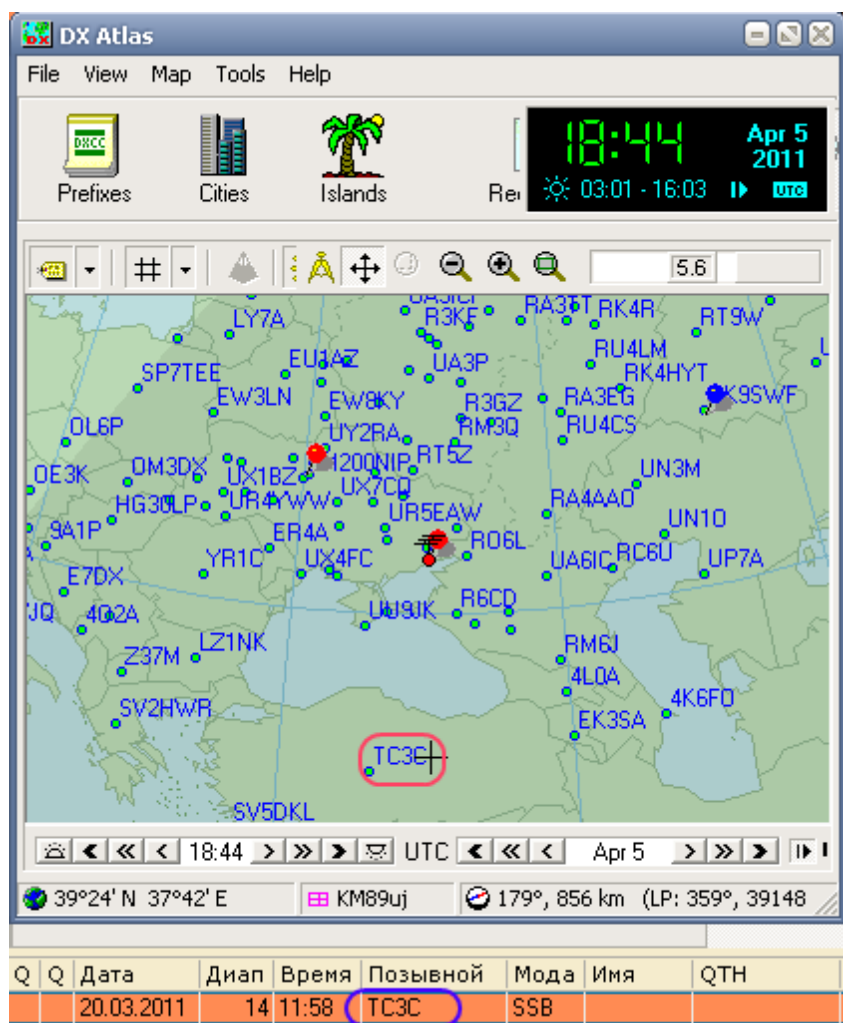 DX Atlas
File View Map Tools Help
DXCC
Prefixes Cities Islands
18:44 Apr 5
2011
03:01 - 16:03 UTC
5.6
LY7A R3KF RK4R RT9W
EU1AZ UA3P RU4LM
SP7TEE RK4HYT
EW3LN EW8KY R3GZ RA3EG
OL6P UY2RA RM3Q RU4CS
OE3K OM3DX UX1BZ RT5Z UN3M
HG30LP UR4YWW UX7CQ RA4AAO
9A1P ER4A UR5EAW UN1O
YR1C UX4FC RO6L UA6IC RC6U UP7A
E7DX
4O2A UU9JK R6CD
Z37M LZ1NK RM6J
4L0A
SV2HWR EK3SA 4K6FO
TC3C
SV5DKL
18:44 UTC Apr 5
39°24' N 37°42' E KM89uj 179°, 856 km (LP: 359°, 39148
Q Q Дата Диап Время Позывной Мода Имя QTH
20.03.2011 14 11:58 TC3C SSB